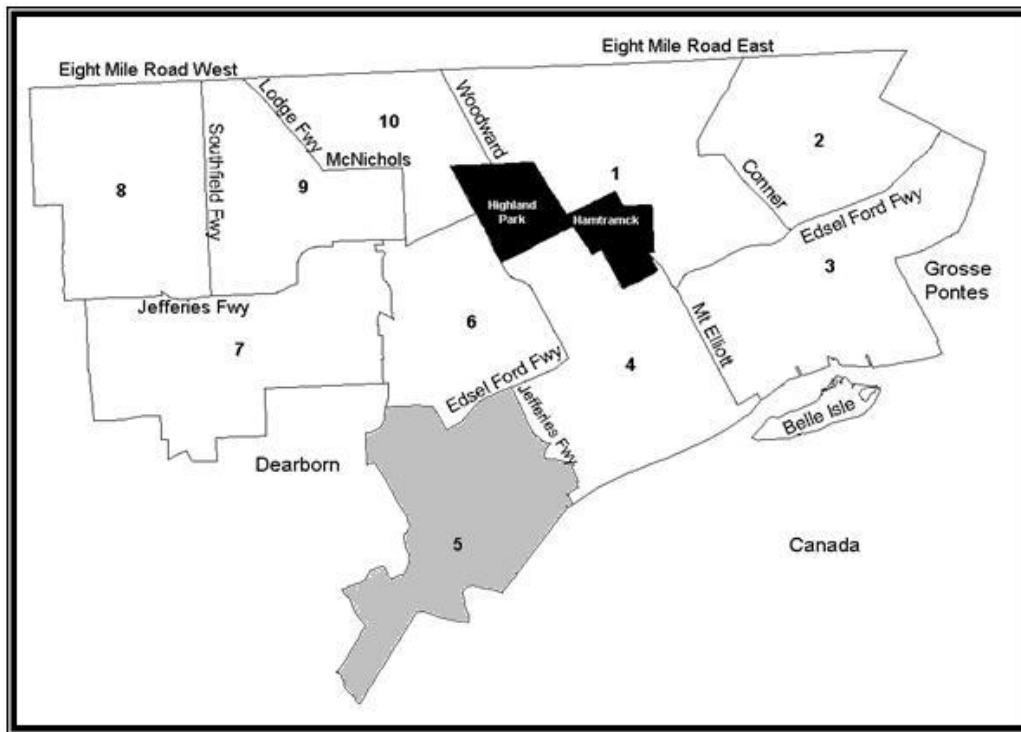 Eight Mile Road East
Eight Mile Road West
Lodge Fwy
Woodward
10
2
Southfield Fwy
McNichols
1
8
9
Conner
Highland
Park
Hamtramck
Edsel Ford Fwy
3
Grosse
Pontes
Jefferies Fwy
6
Mt Elliott
7
4
Edsel Ford Fwy
Jefferies Fwy
Belle Isle
Dearborn
5
Canada